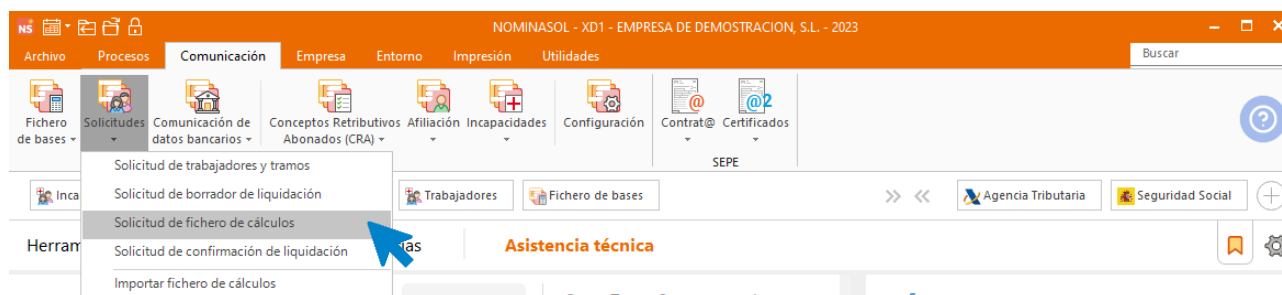 NS
NOMINASOL - XD1 - EMPRESA DE DEMOSTRACION, S.L. - 2023
Archivo Procesos Comunicación Empresa Entorno Impresión Utilidades Buscar
Fichero de bases
Solicitudes
Comunicación de datos bancarios
Conceptos Retributivos Abonados (CRA)
Afiliación
Incapacidades
Configuración
@
Contrat@
@2
Certificados
SEPE
?
Solicitud de trabajadores y tramos
Solicitud de borrador de liquidación
Solicitud de fichero de cálculos
Solicitud de confirmación de liquidación
Importar fichero de cálculos
Inca
Trabajadores
Fichero de bases
Agencia Tributaria
Seguridad Social
Herram
as
Asistencia técnica